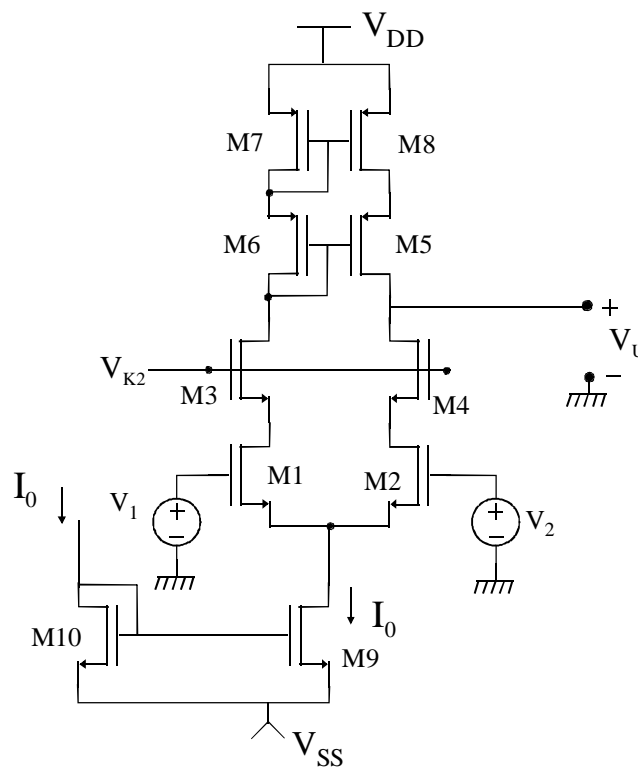 V_DD
M7
M8
M6
M5
+
V_U
−
V_K2
M3
M4
M1
M2
I_0
V_1
+
−
+
−
V_2
I_0
M10
M9
V_SS